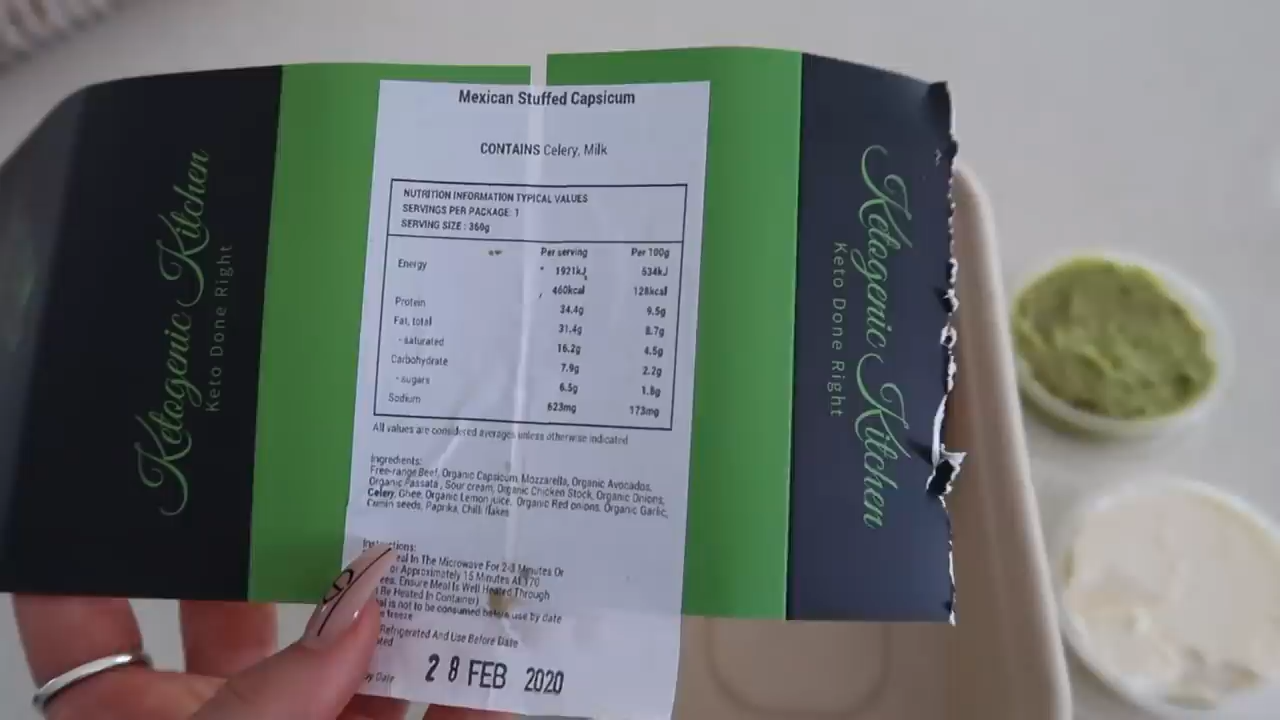 Ketogenic Kitchen
Keto Done Right
Mexican Stuffed Capsicum
CONTAINS Celery, Milk
NUTRITION INFORMATION TYPICAL VALUES
SERVINGS PER PACKAGE: 1
SERVING SIZE : 360g
Per serving Per 100g
Energy 1921kJ 534kJ
460kcal 128kcal
Protein 34.4g 9.5g
Fat, total 31.4g 8.7g
- saturated 16.2g 4.5g
Carbohydrate 7.9g 2.2g
- sugars 6.5g 1.8g
Sodium 623mg 173mg
All values are considered averages unless otherwise indicated
Ingredients:
Free-range Beef, Organic Capsicum, Mozzarella, Organic Avocados,
Organic Passata , Sour cream, Organic Chicken Stock, Organic Onions,
Celery, Ghee, Organic Lemon juice, Organic Red onions, Organic Garlic,
Cumin seeds, Paprika, Chilli flakes
Instructions:
In The Microwave For 2-3 Minutes Or
Approximately 15 Minutes At 170
Ensure Meal Is Well Heated Through
Be Heated In Container)
is not to be consumed before use by date
freeze
Refrigerated And Use Before Date
by Date 28 FEB 2020
Ketogenic Kitchen
Keto Done Right